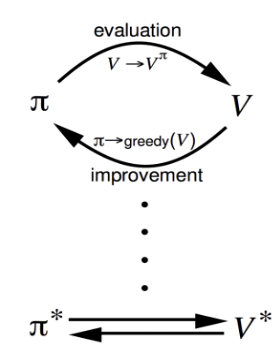 evaluation
V → V^π
π V
π→greedy(V)
improvement
π* V*